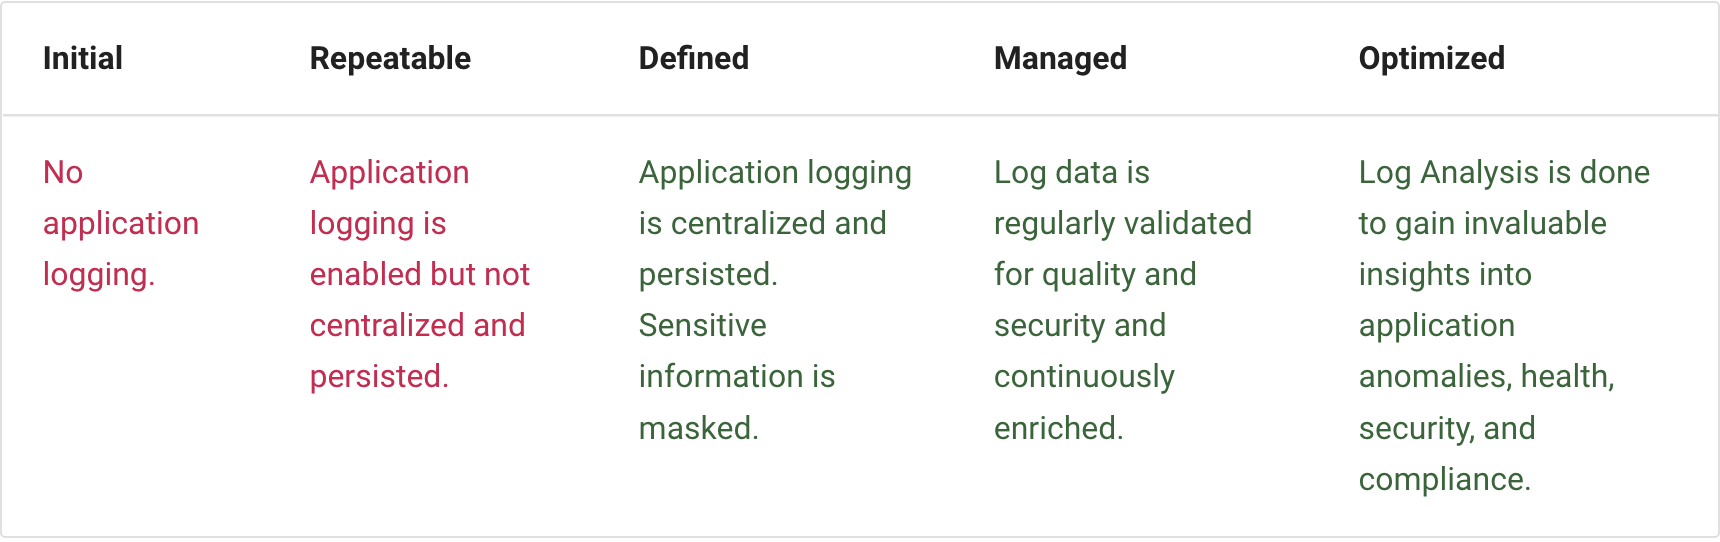 Initial
Repeatable
Defined
Managed
Optimized
No
application
logging.
Application
logging is
enabled but not
centralized and
persisted.
Application logging
is centralized and
persisted.
Sensitive
information is
masked.
Log data is
regularly validated
for quality and
security and
continuously
enriched.
Log Analysis is done
to gain invaluable
insights into
application
anomalies, health,
security, and
compliance.